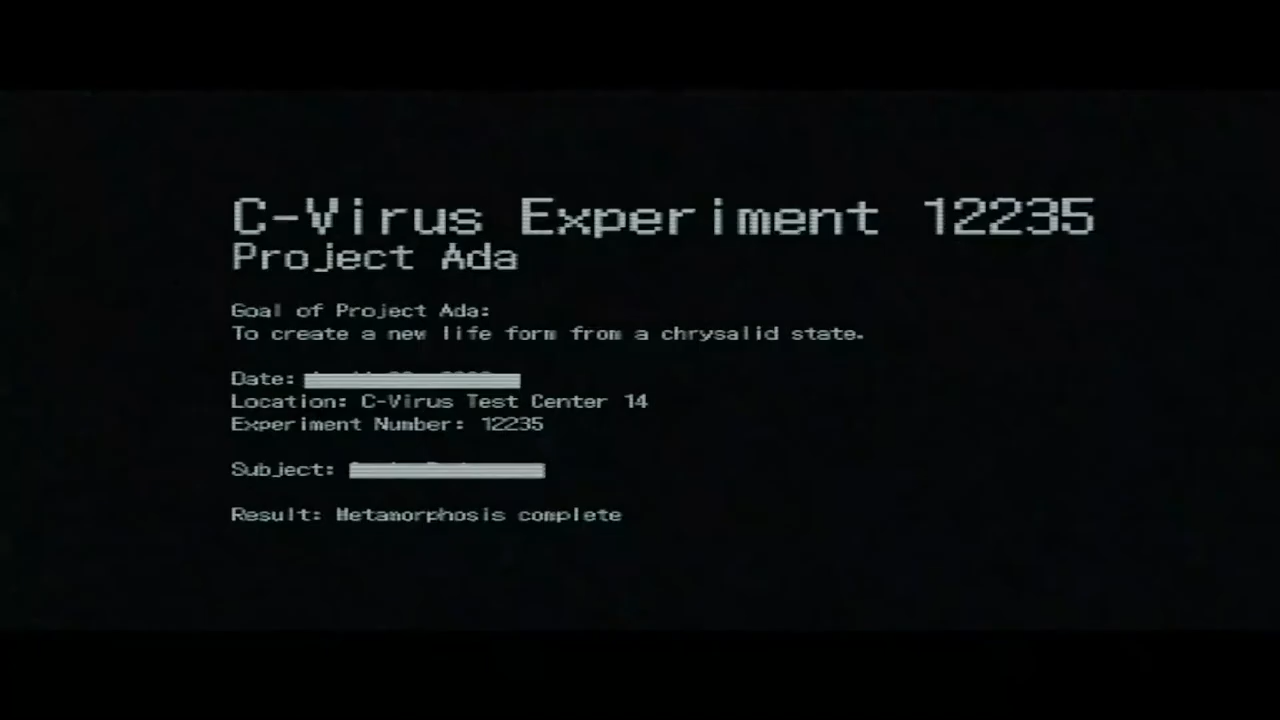 C-Virus Experiment 12235
Project Ada
Goal of Project Ada:
To create a new life form from a chrysalid state.
Date:
Location: C-Virus Test Center 14
Experiment Number: 12235
Subject:
Result: Metamorphosis complete